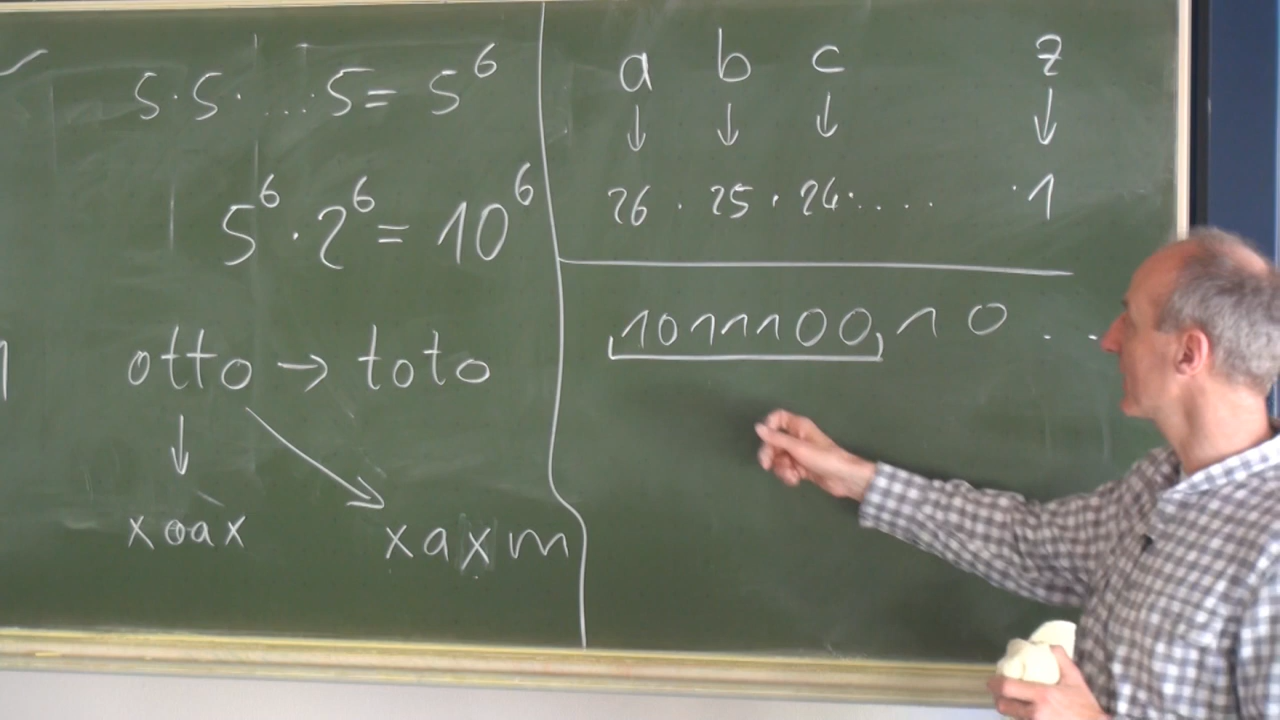 5·5·...·5=5⁶
5⁶·2⁶=10⁶
otto → toto
↓ ↘
xoax xaxm
a b c z
↓ ↓ ↓ ↓
26·25·24·.... ·1
1011100,10...